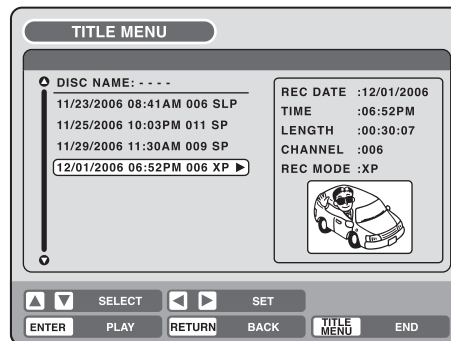 TITLE MENU
DISC NAME: - - - -
11/23/2006 08:41AM 006 SLP
11/25/2006 10:03PM 011 SP
11/29/2006 11:30AM 009 SP
12/01/2006 06:52PM 006 XP ▶
REC DATE :12/01/2006
TIME :06:52PM
LENGTH :00:30:07
CHANNEL :006
REC MODE :XP
▲ ▼ SELECT ◀ ▶ SET
ENTER PLAY RETURN BACK TITLE MENU END